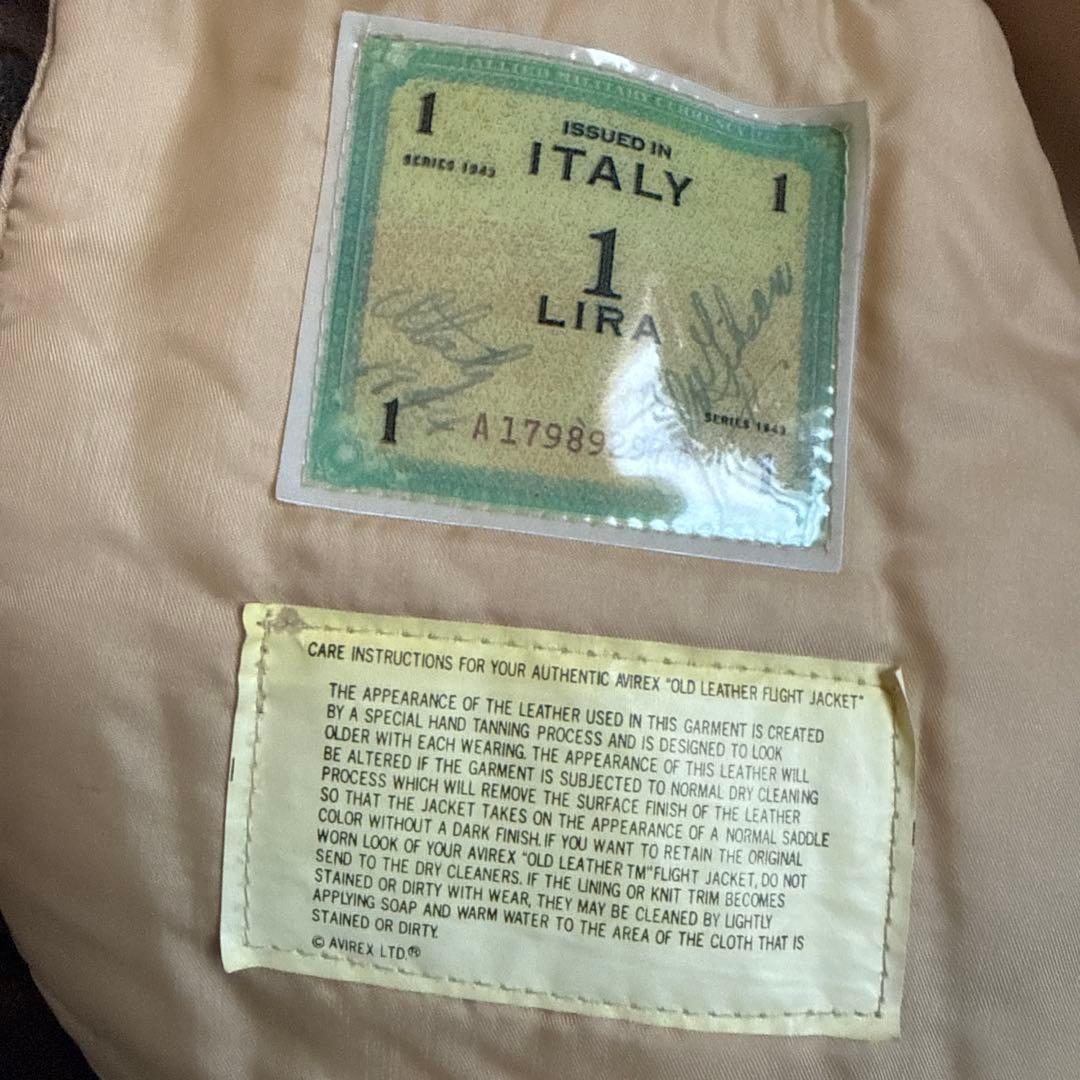 ALLIED MILITARY CURRENCY
1
ISSUED IN
SERIES 1943
ITALY
1
1
LIRA
1
A17989
SERIES 1943
1
CARE INSTRUCTIONS FOR YOUR AUTHENTIC AVIREX "OLD LEATHER FLIGHT JACKET"
THE APPEARANCE OF THE LEATHER USED IN THIS GARMENT IS CREATED
BY A SPECIAL HAND TANNING PROCESS AND IS DESIGNED TO LOOK
OLDER WITH EACH WEARING. THE APPEARANCE OF THIS LEATHER WILL
BE ALTERED IF THE GARMENT IS SUBJECTED TO NORMAL DRY CLEANING
PROCESS WHICH WILL REMOVE THE SURFACE FINISH OF THE LEATHER
SO THAT THE JACKET TAKES ON THE APPEARANCE OF A NORMAL SADDLE
COLOR WITHOUT A DARK FINISH. IF YOU WANT TO RETAIN THE ORIGINAL
WORN LOOK OF YOUR AVIREX "OLD LEATHER TM" FLIGHT JACKET, DO NOT
SEND TO THE DRY CLEANERS. IF THE LINING OR KNIT TRIM BECOMES
STAINED OR DIRTY WITH WEAR, THEY MAY BE CLEANED BY LIGHTLY
APPLYING SOAP AND WARM WATER TO THE AREA OF THE CLOTH THAT IS
STAINED OR DIRTY.
© AVIREX LTD.®